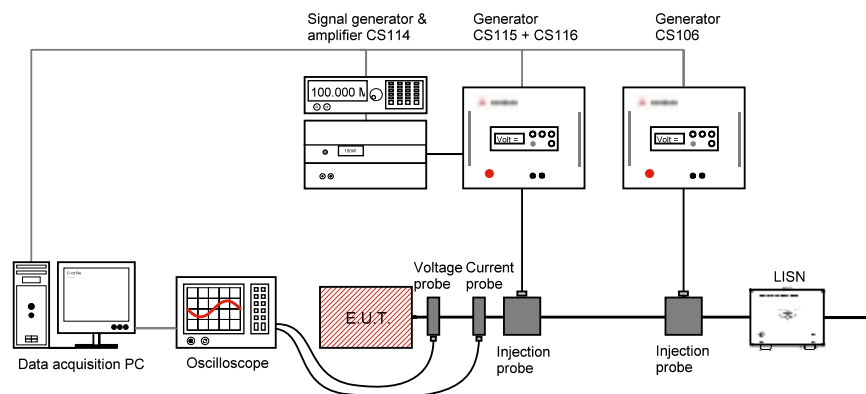 Signal generator &
amplifier CS114
Generator
CS115 + CS116
Generator
CS106
100.000 M
150W
Volt =
Volt =
Voltage
probe
Current
probe
LISN
E.U.T.
Data acquisition PC
Oscilloscope
Injection
probe
Injection
probe